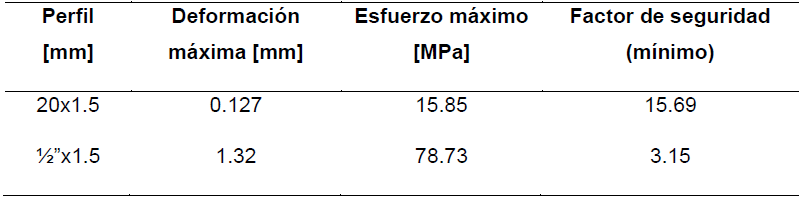 Perfil Deformación Esfuerzo máximo Factor de seguridad
[mm] máxima [mm] [MPa] (mínimo)
20x1.5 0.127 15.85 15.69
½”x1.5 1.32 78.73 3.15